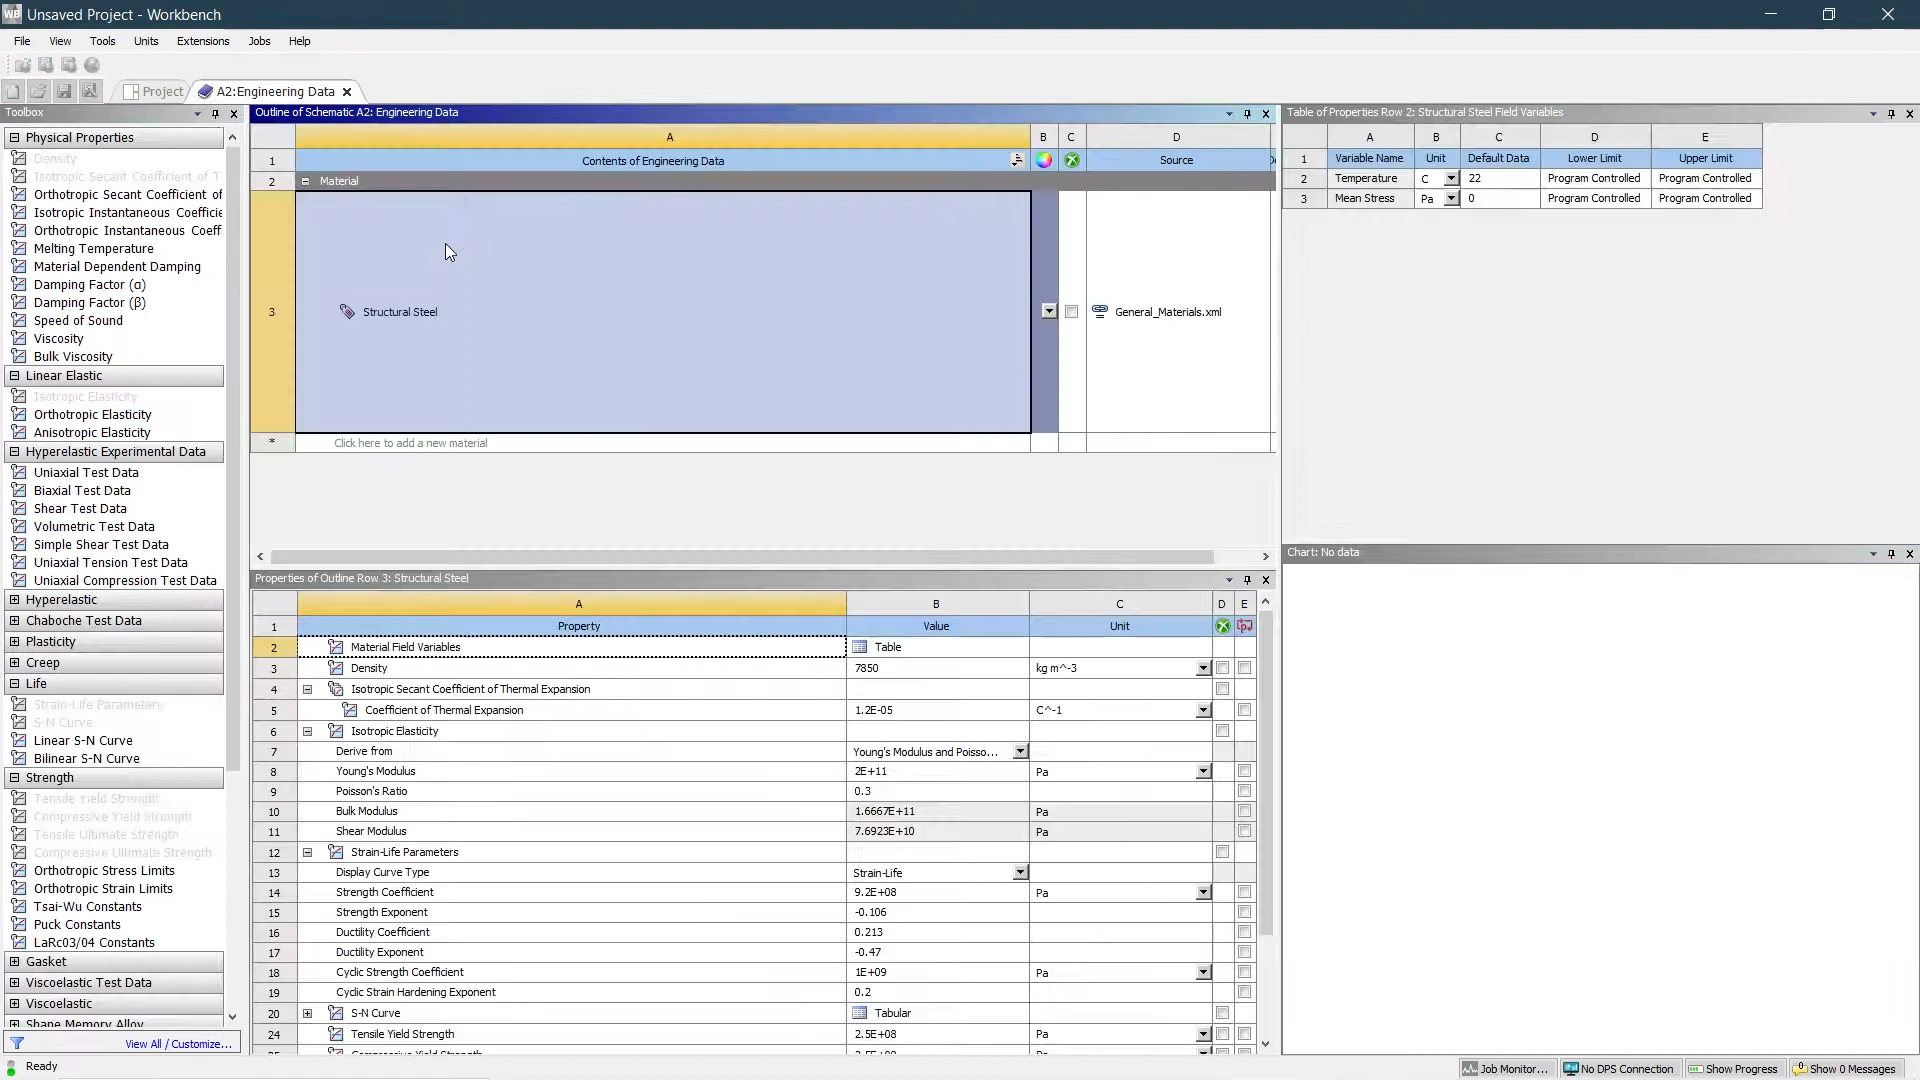 WB Unsaved Project - Workbench
File View Tools Units Extensions Jobs Help
Project A2:Engineering Data
Toolbox
Physical Properties
Density
Isotropic Secant Coefficient of T
Orthotropic Secant Coefficient of
Isotropic Instantaneous Coefficie
Orthotropic Instantaneous Coeff
Melting Temperature
Material Dependent Damping
Damping Factor (α)
Damping Factor (β)
Speed of Sound
Viscosity
Bulk Viscosity
Linear Elastic
Isotropic Elasticity
Orthotropic Elasticity
Anisotropic Elasticity
Hyperelastic Experimental Data
Uniaxial Test Data
Biaxial Test Data
Shear Test Data
Volumetric Test Data
Simple Shear Test Data
Uniaxial Tension Test Data
Uniaxial Compression Test Data
Hyperelastic
Chaboche Test Data
Plasticity
Creep
Life
Strain-Life Parameters
S-N Curve
Linear S-N Curve
Bilinear S-N Curve
Strength
Tensile Yield Strength
Compressive Yield Strength
Tensile Ultimate Strength
Compressive Ultimate Strength
Orthotropic Stress Limits
Orthotropic Strain Limits
Tsai-Wu Constants
Puck Constants
LaRc03/04 Constants
Gasket
Viscoelastic Test Data
Viscoelastic
Shape Memory Alloy
View All / Customize...
Outline of Schematic A2: Engineering Data
A B C D
1 Contents of Engineering Data Source
2 Material
3 Structural Steel General_Materials.xml
* Click here to add a new material
Properties of Outline Row 3: Structural Steel
A B C D E
1 Property Value Unit
2 Material Field Variables Table
3 Density 7850 kg m^-3
4 Isotropic Secant Coefficient of Thermal Expansion
5 Coefficient of Thermal Expansion 1.2E-05 C^-1
6 Isotropic Elasticity
7 Derive from Young's Modulus and Poisso...
8 Young's Modulus 2E+11 Pa
9 Poisson's Ratio 0.3
10 Bulk Modulus 1.6667E+11 Pa
11 Shear Modulus 7.6923E+10 Pa
12 Strain-Life Parameters
13 Display Curve Type Strain-Life
14 Strength Coefficient 9.2E+08 Pa
15 Strength Exponent -0.106
16 Ductility Coefficient 0.213
17 Ductility Exponent -0.47
18 Cyclic Strength Coefficient 1E+09 Pa
19 Cyclic Strain Hardening Exponent 0.2
20 S-N Curve Tabular
24 Tensile Yield Strength 2.5E+08 Pa
25 Compressive Yield Strength 2.5E+08 Pa
Table of Properties Row 2: Structural Steel Field Variables
A B C D E
1 Variable Name Unit Default Data Lower Limit Upper Limit
2 Temperature C 22 Program Controlled Program Controlled
3 Mean Stress Pa 0 Program Controlled Program Controlled
Chart: No data
Ready
Job Monitor... No DPS Connection Show Progress Show 0 Messages